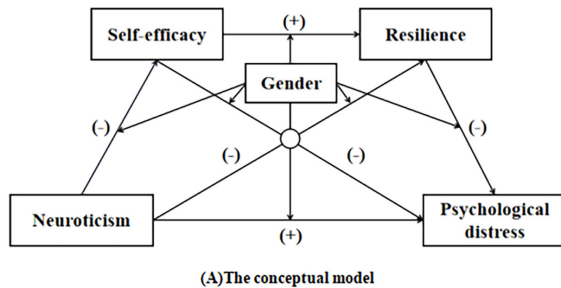 Self-efficacy
(+)
Resilience
Gender
(-)
(-)
(-)
(-)
Neuroticism
(+)
Psychological
distress
(A)The conceptual model